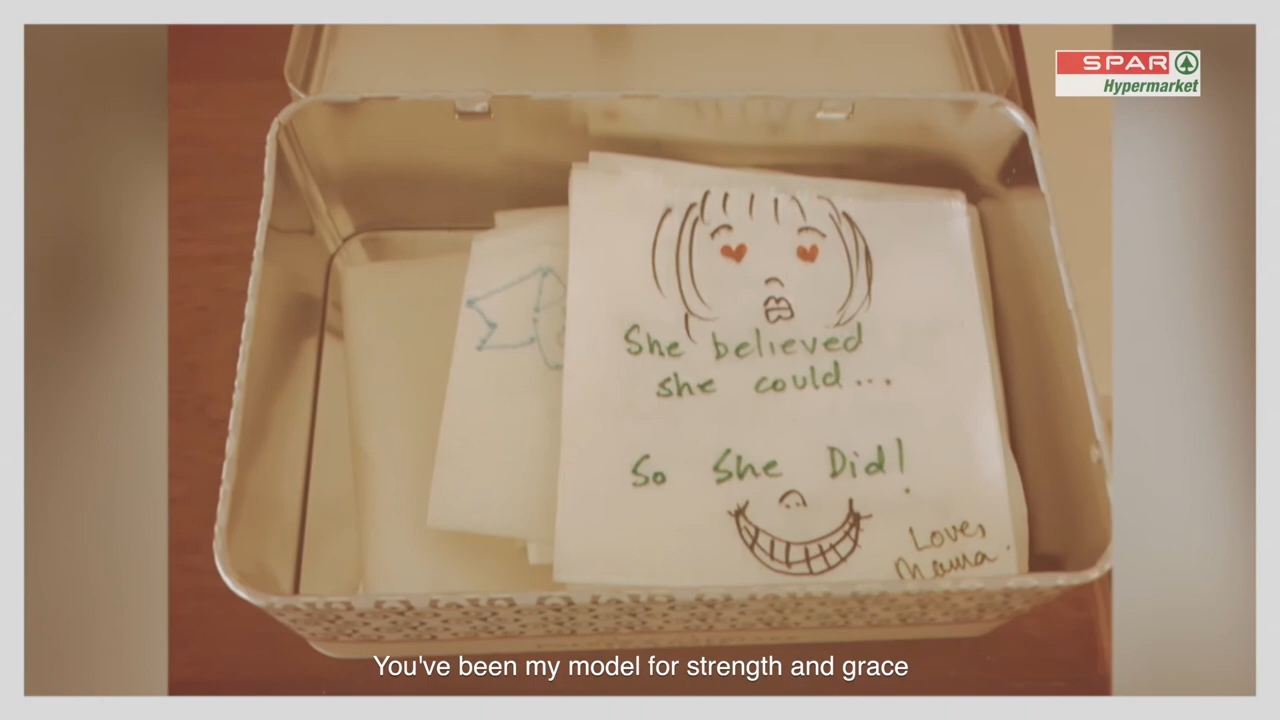 SPAR
Hypermarket
She believed
she could...
So She Did!
Love,
Mama.
You've been my model for strength and grace